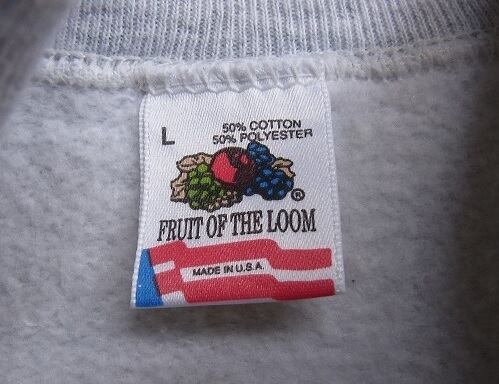 L
50% COTTON
50% POLYESTER
®
FRUIT OF THE LOOM
MADE IN U.S.A.